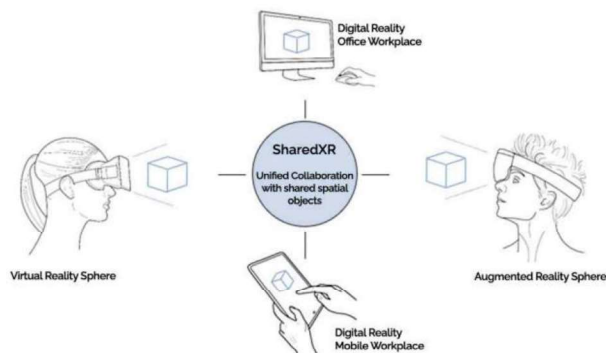 Digital Reality
Office Workplace
SharedXR
Unified Collaboration
with shared spatial
objects
Virtual Reality Sphere
Augmented Reality Sphere
Digital Reality
Mobile Workplace